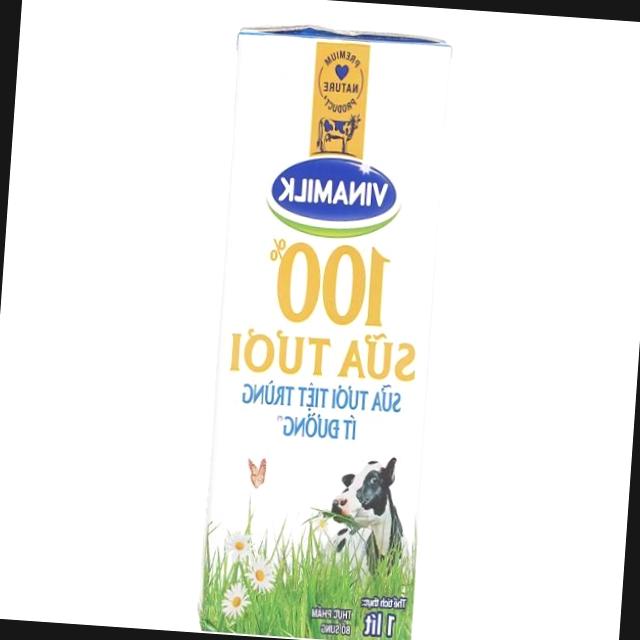 PREMIUM
NATURE
PRODUCT
VINAMILK
100%
SỮA TƯƠI
SỮA TƯƠI TIỆT TRÙNG
ÍT ĐƯỜNG
Thể tích thực:
1 lít
THỰC PHẨM
BỔ SUNG